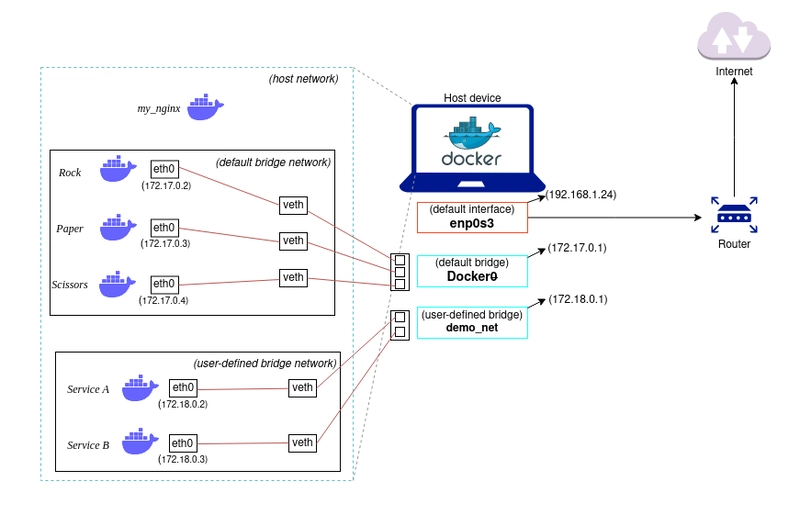 Internet
(host network)
Host device
my_nginx
docker
(default bridge network)
Rock
eth0
(172.17.0.2)
veth
(default interface)
enp0s3
(192.168.1.24)
Router
Paper
eth0
(172.17.0.3)
veth
(default bridge)
Docker0
(172.17.0.1)
Scissors
eth0
(172.17.0.4)
veth
(user-defined bridge)
demo_net
(172.18.0.1)
(user-defined bridge network)
Service A
eth0
(172.18.0.2)
veth
Service B
eth0
(172.18.0.3)
veth